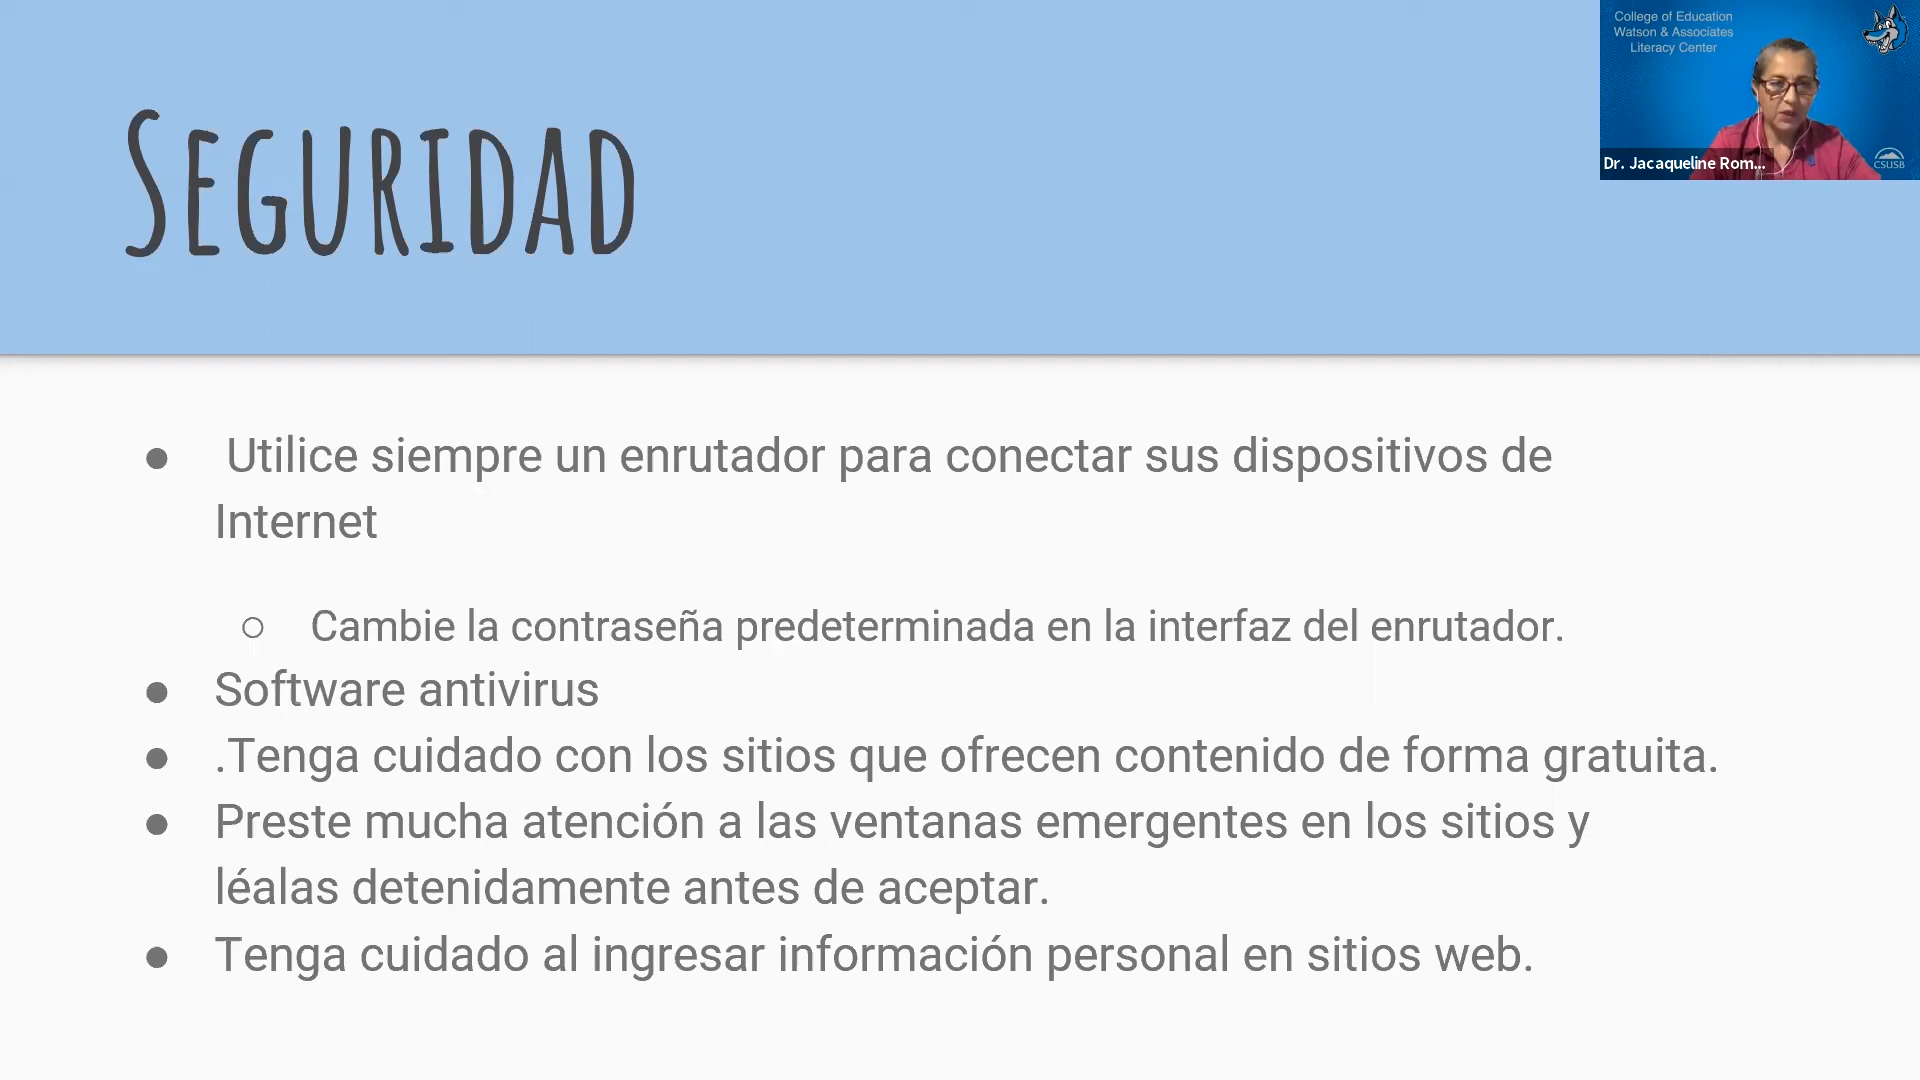 College of Education
Watson & Associates
Literacy Center
Dr. Jacaqueline Rom...
CSUSB
SEGURIDAD
● Utilice siempre un enrutador para conectar sus dispositivos de
Internet
○ Cambie la contraseña predeterminada en la interfaz del enrutador.
● Software antivirus
● .Tenga cuidado con los sitios que ofrecen contenido de forma gratuita.
● Preste mucha atención a las ventanas emergentes en los sitios y
léalas detenidamente antes de aceptar.
● Tenga cuidado al ingresar información personal en sitios web.